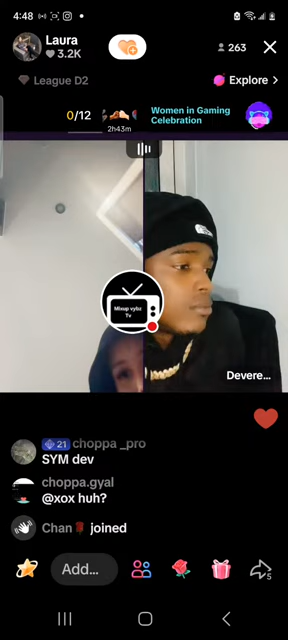 4:48
Laura
3.2K
263
League D2
Explore >
0/12
2h43m
Women in Gaming
Celebration
Mixup vybz
Tv
Devere...
21 choppa _pro
SYM dev
choppa.gyal
@xox huh?
Chan joined
Add...
5